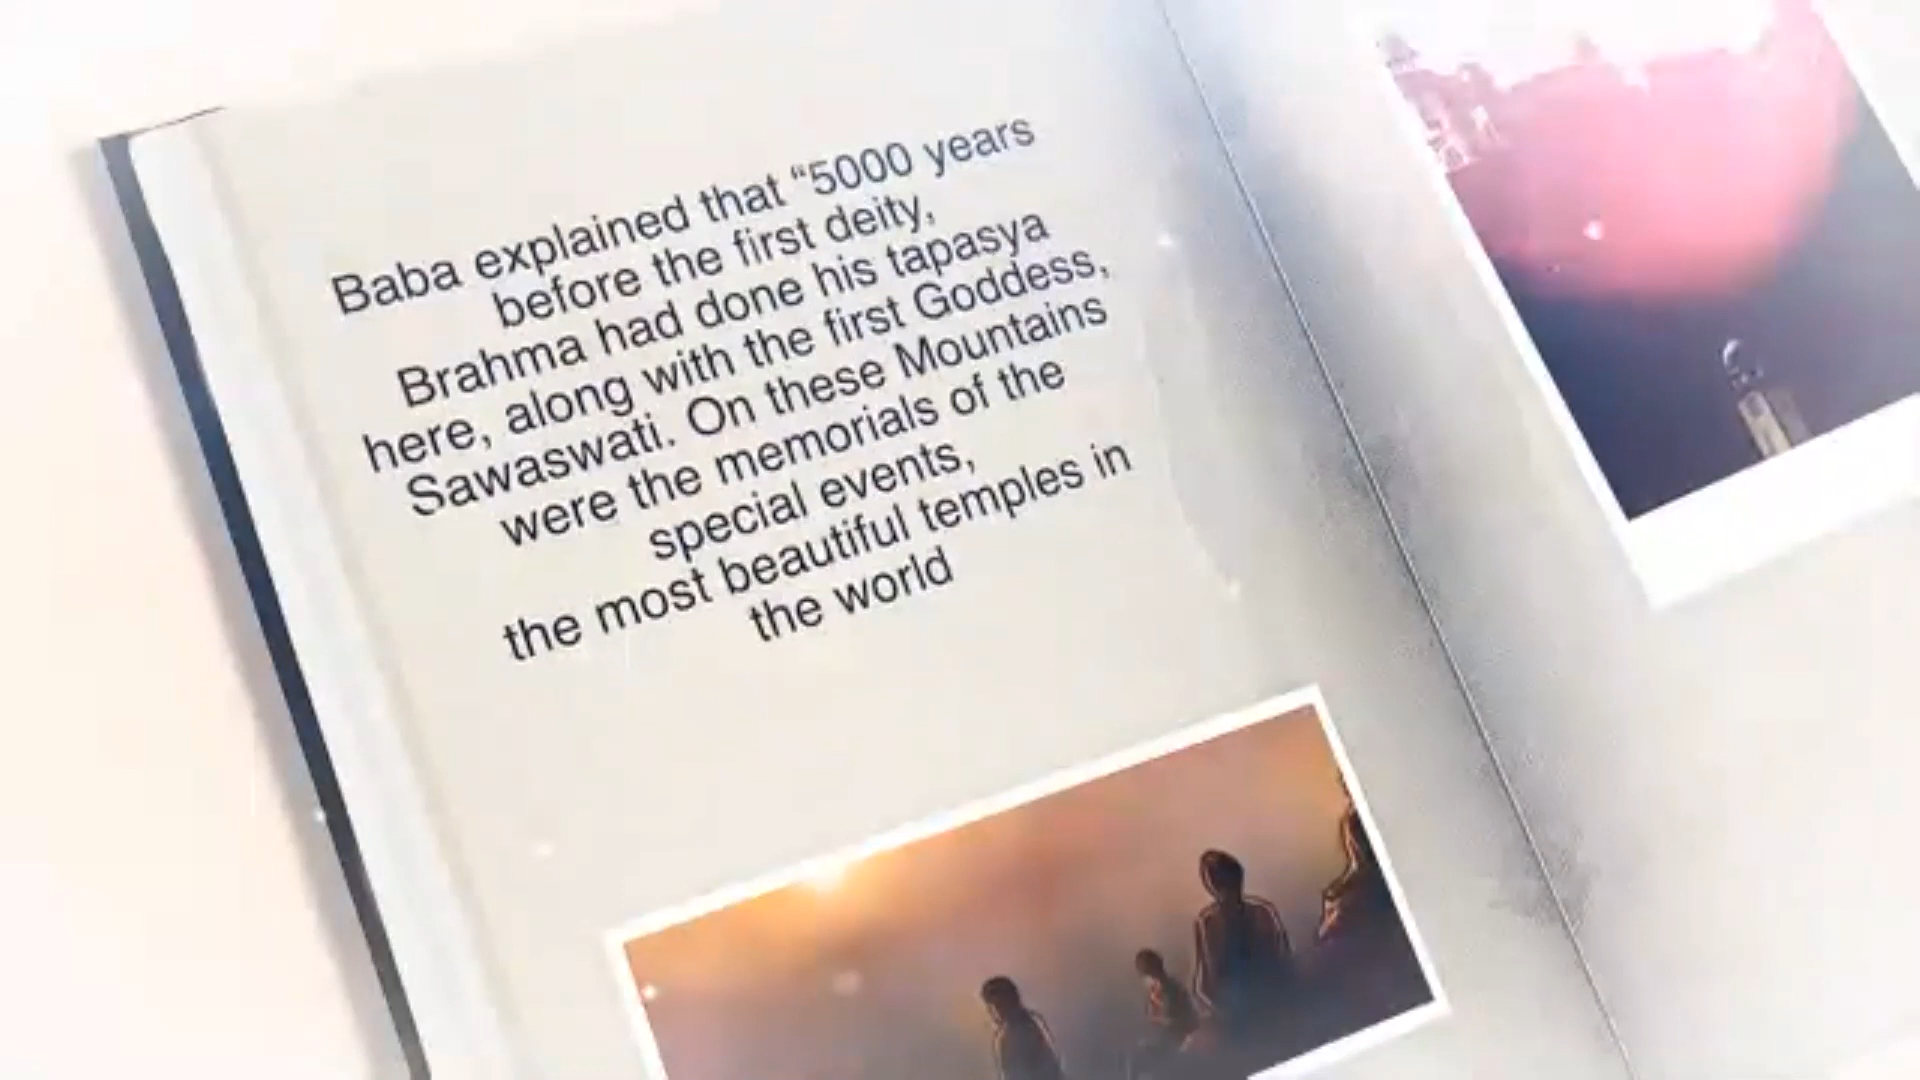 Baba explained that “5000 years
before the first deity,
Brahma had done his tapasya
here, along with the first Goddess,
Sawaswati. On these Mountains
were the memorials of the
special events,
the most beautiful temples in
the world